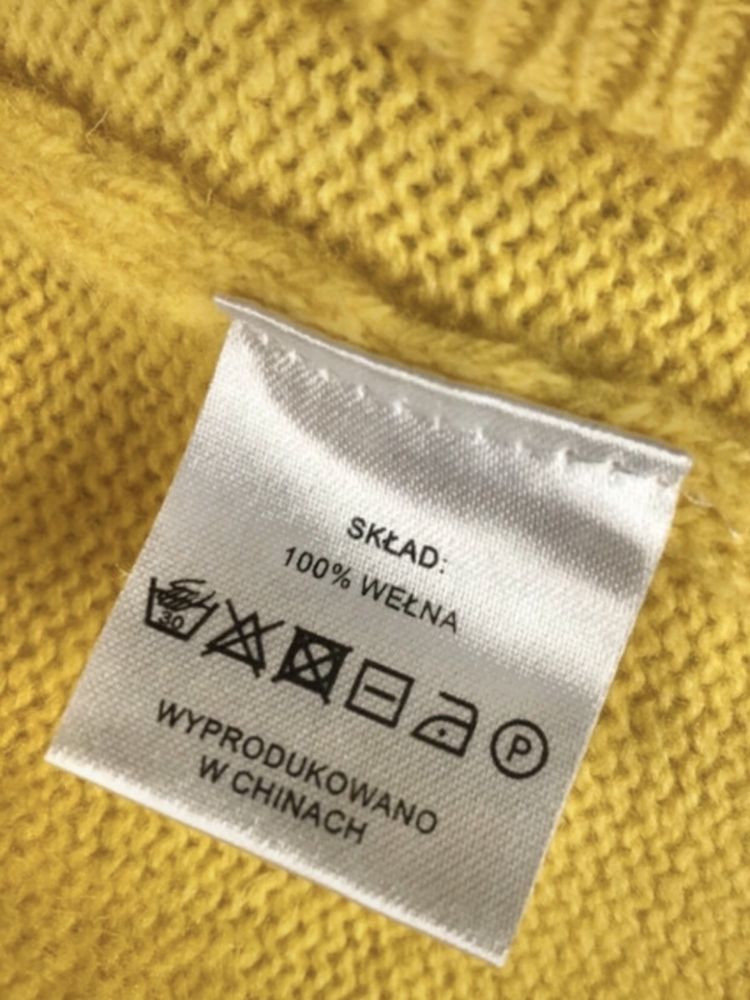 SKŁAD:
100% WEŁNA
30
P
WYPRODUKOWANO
W CHINACH